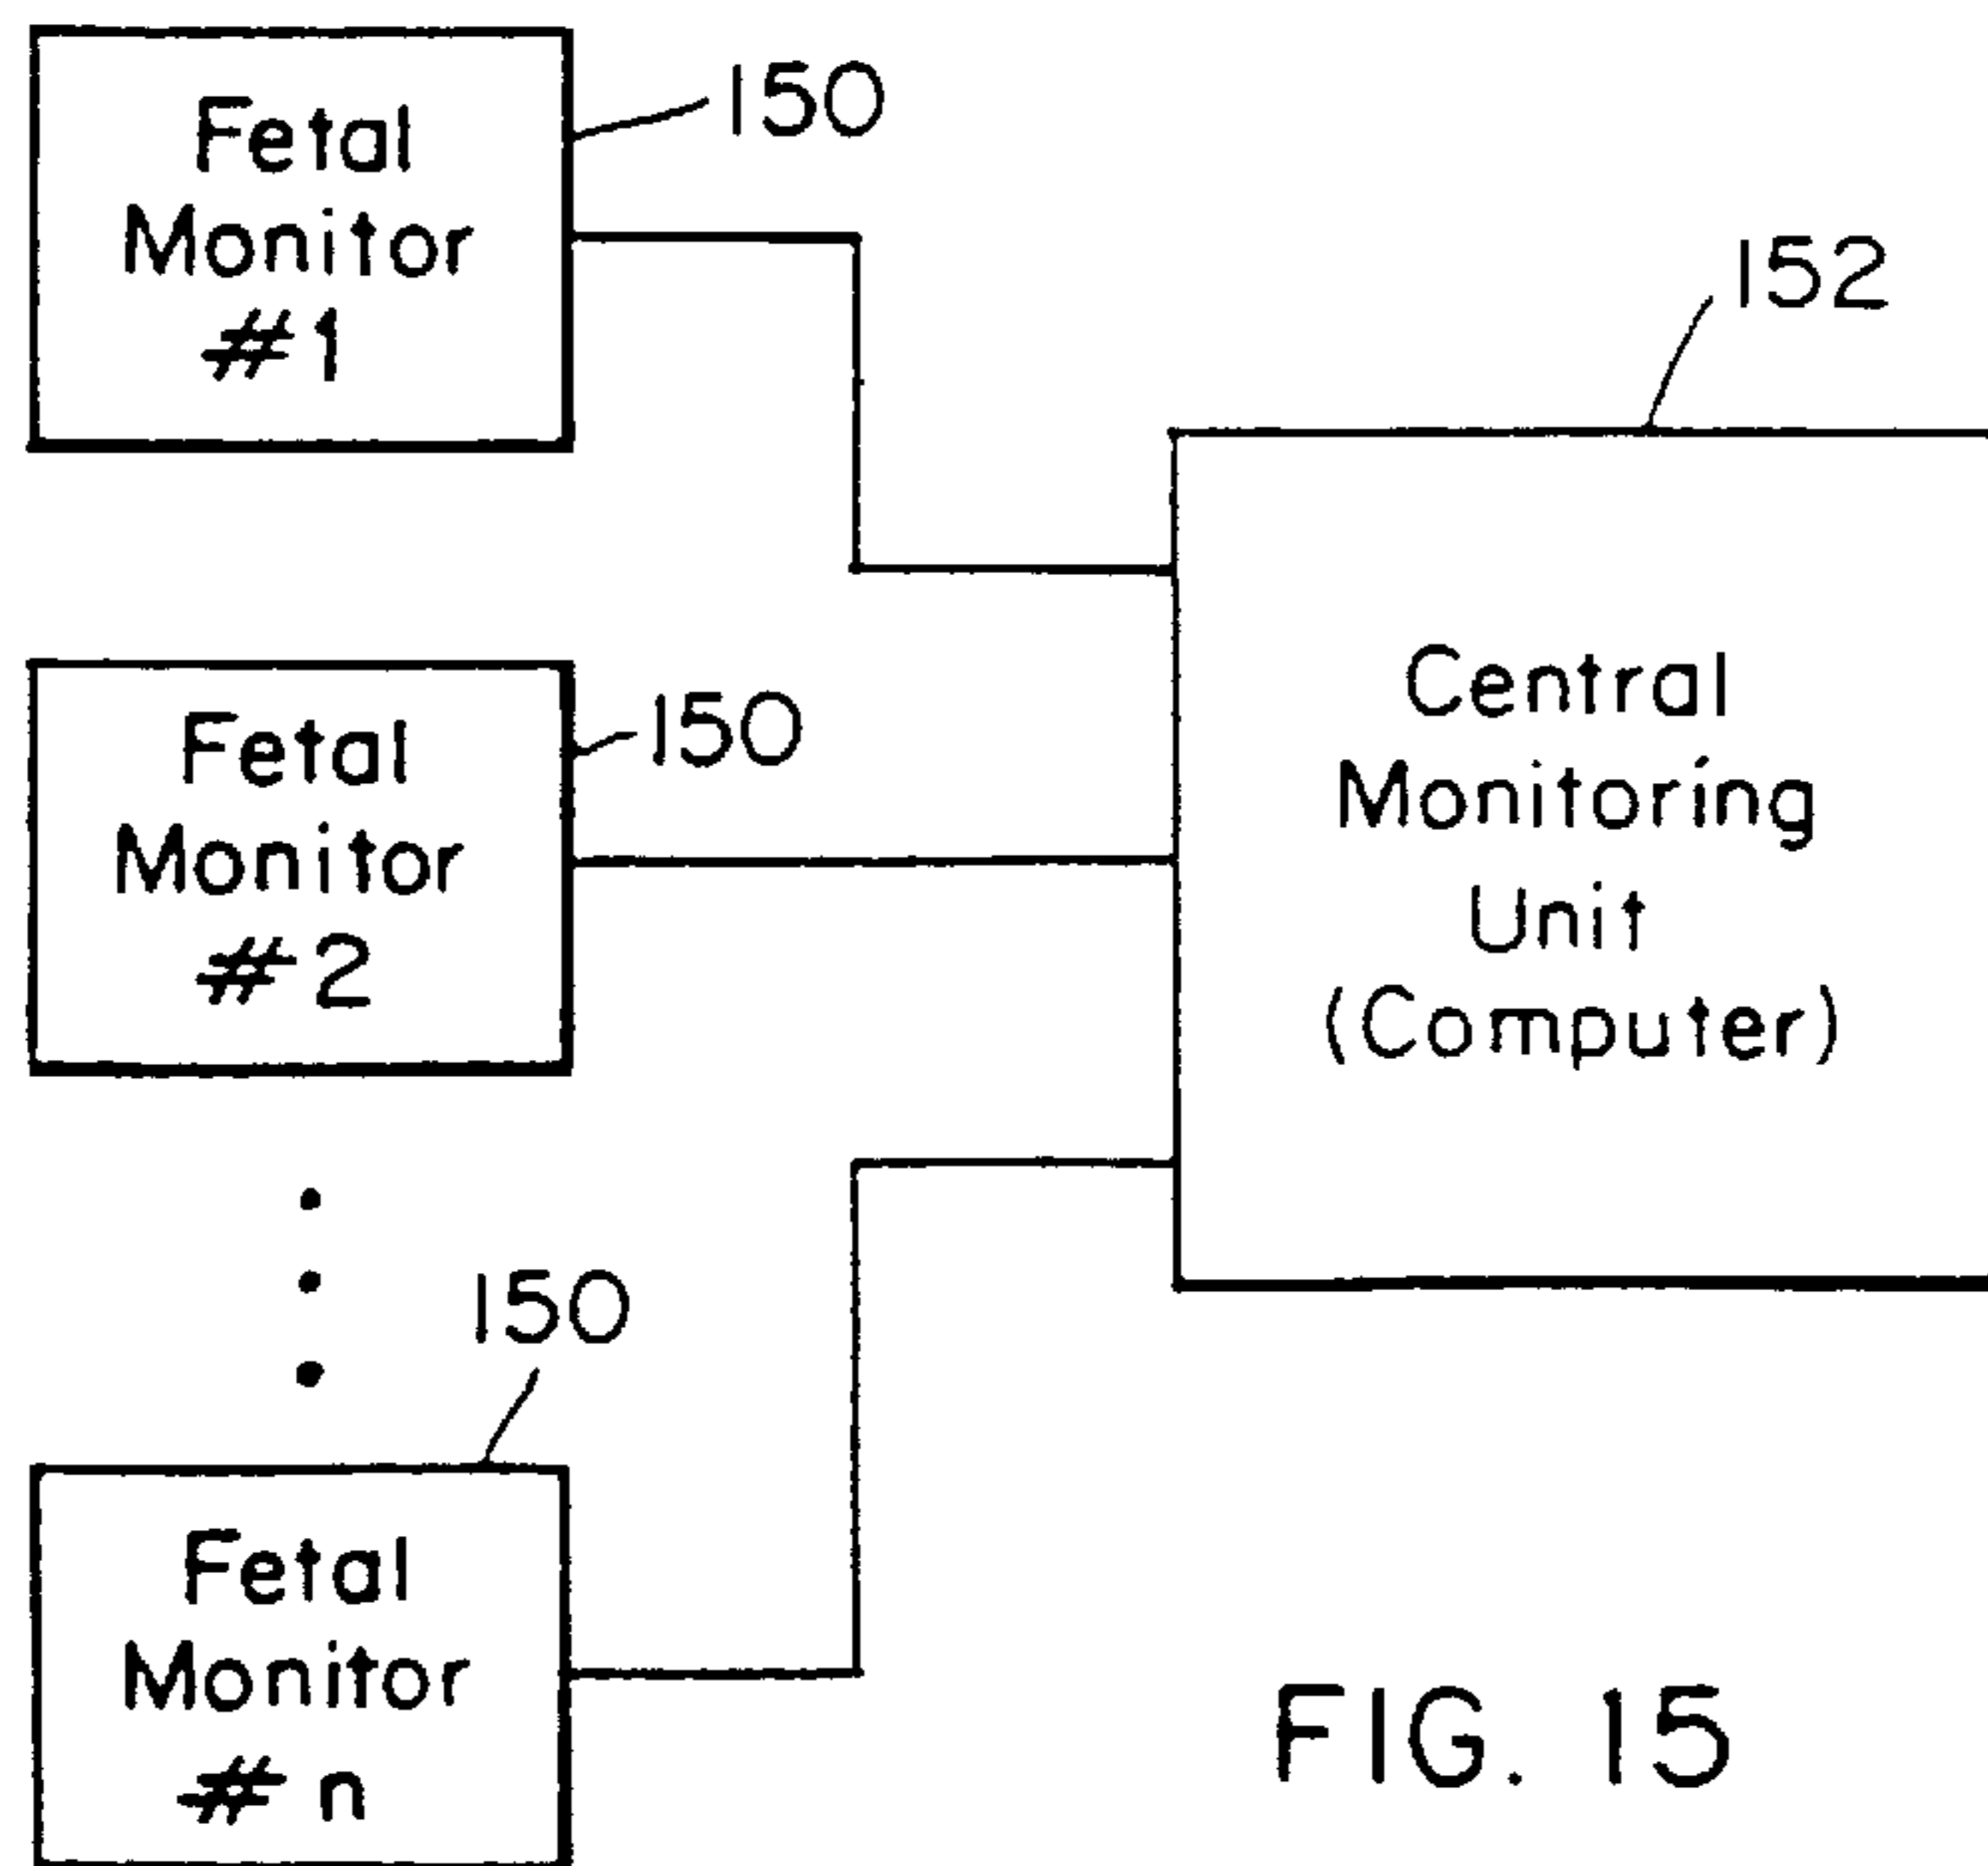 Fetal
Monitor
#1
150
152
Fetal
Monitor
#2
150
Central
Monitoring
Unit
(Computer)
150
Fetal
Monitor
#n
FIG. 15